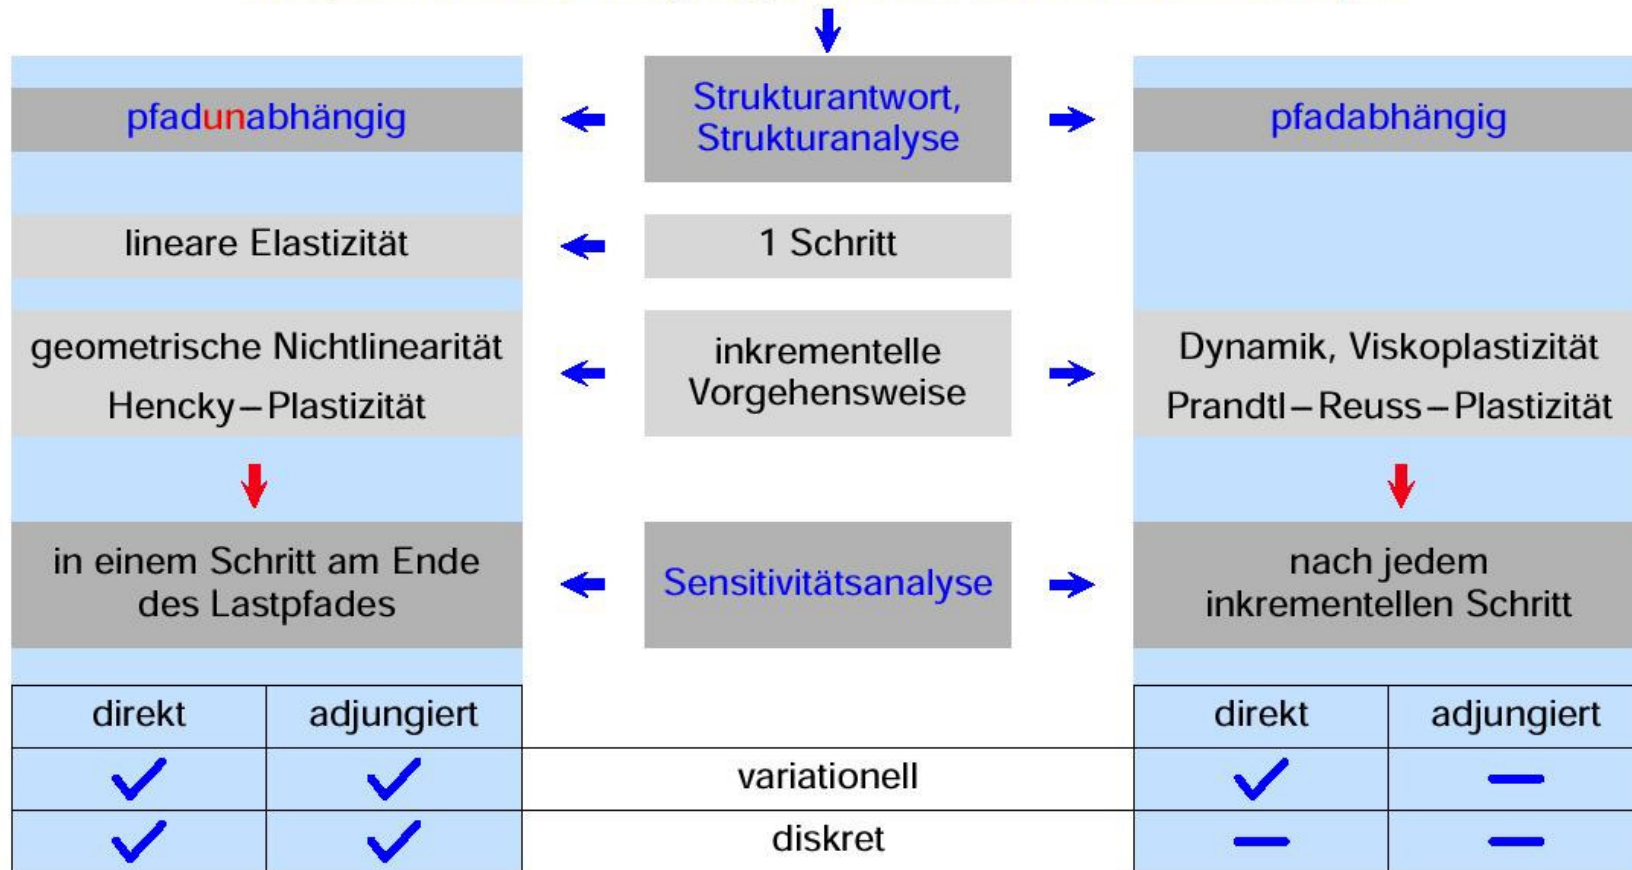 pfadunabhängig
Strukturantwort,
Strukturanalyse
pfadabhängig
lineare Elastizität
1 Schritt
geometrische Nichtlinearität
Hencky–Plastizität
inkrementelle
Vorgehensweise
Dynamik, Viskoplastizität
Prandtl–Reuss–Plastizität
in einem Schritt am Ende
des Lastpfades
Sensitivitätsanalyse
nach jedem
inkrementellen Schritt
direkt adjungiert direkt adjungiert
variationell
diskret